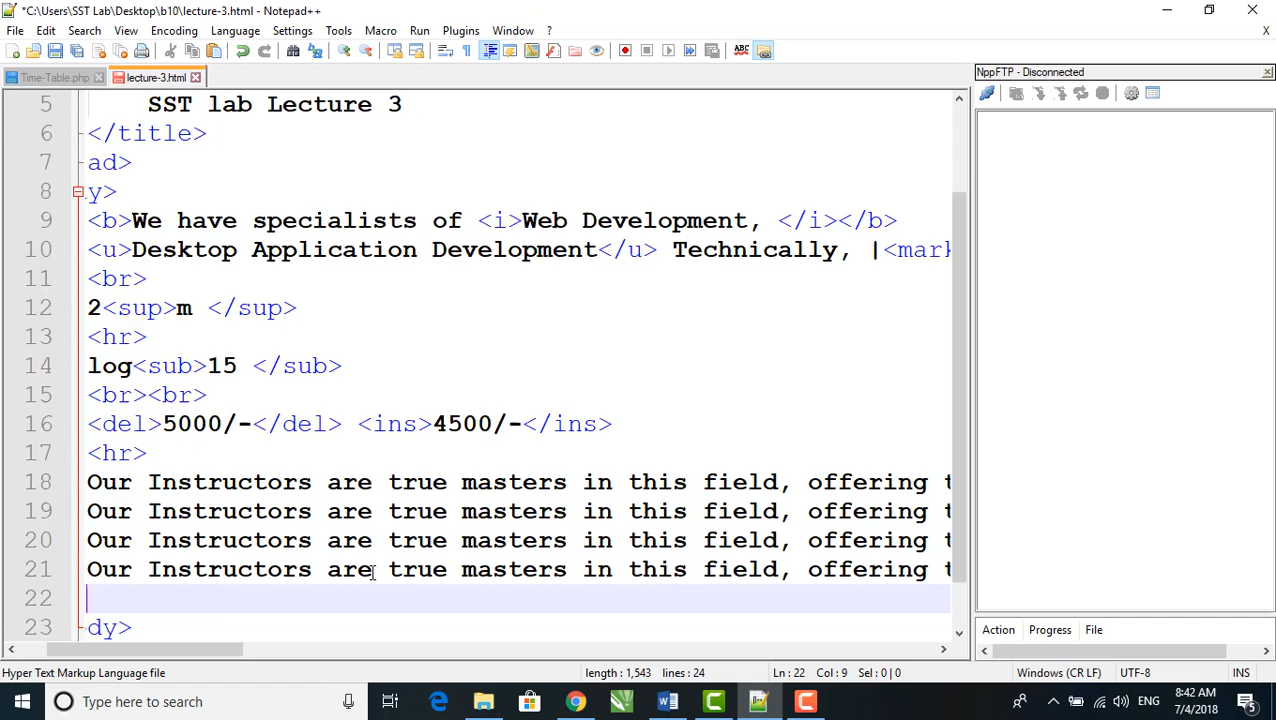 *C:\Users\SST Lab\Desktop\b10\lecture-3.html - Notepad++
File Edit Search View Encoding Language Settings Tools Macro Run Plugins Window ?
X
ABC
Time-Table.php lecture-3.html
NppFTP - Disconnected
5 SST lab Lecture 3
6 </title>
7 ad>
8 y>
9 <b>We have specialists of <i>Web Development, </i></b>
10 <u>Desktop Application Development</u> Technically, |<mark
11 <br>
12 2<sup>m </sup>
13 <hr>
14 log<sub>15 </sub>
15 <br><br>
16 <del>5000/-</del> <ins>4500/-</ins>
17 <hr>
18 Our Instructors are true masters in this field, offering t
19 Our Instructors are true masters in this field, offering t
20 Our Instructors are true masters in this field, offering t
21 Our Instructors are true masters in this field, offering t
22
23 dy>
Action Progress File
Hyper Text Markup Language file length : 1,543 lines : 24 Ln : 22 Col : 9 Sel : 0 | 0 Windows (CR LF) UTF-8 INS
Type here to search
ENG
8:42 AM
7/4/2018
5